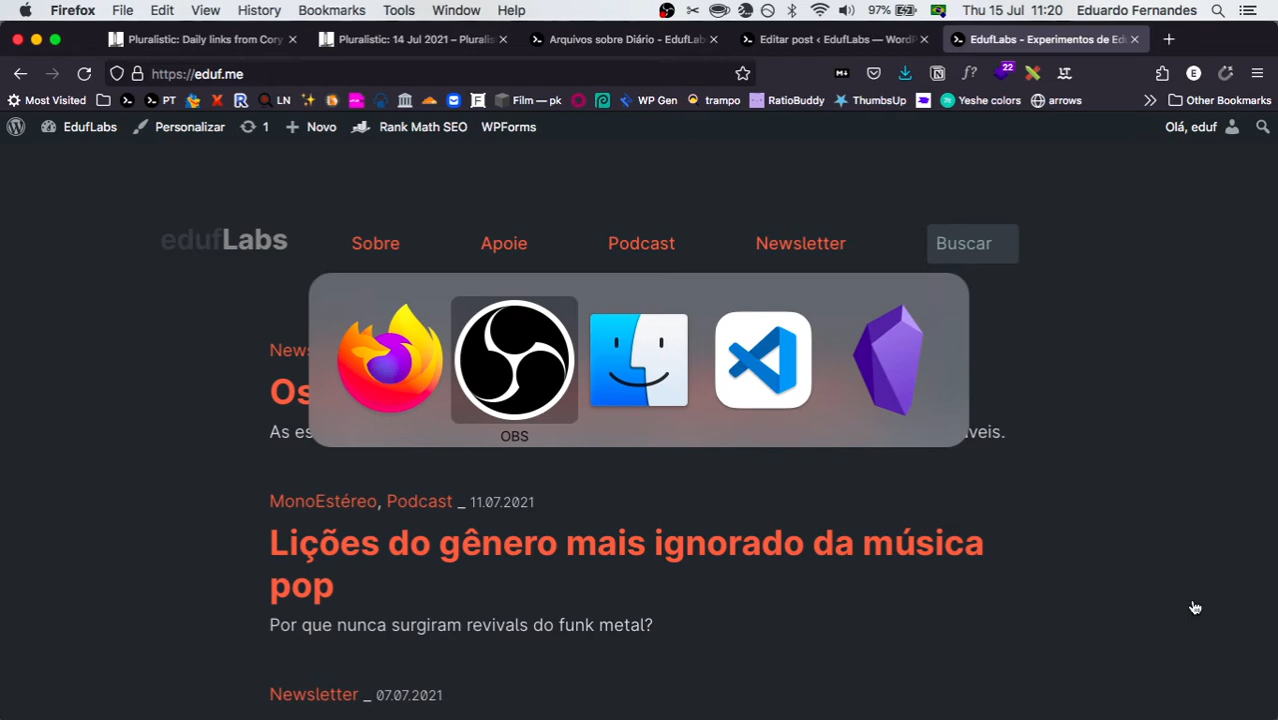 Firefox File Edit View History Bookmarks Tools Window Help 97% Thu 15 Jul 11:20 Eduardo Fernandes
Pluralistic: Daily links from Cory Pluralistic: 14 Jul 2021 – Pluralis Arquivos sobre Diário - EdufLab Editar post ‹ EdufLabs — WordP EdufLabs - Experimentos de Edu
https://eduf.me 22
Most Visited PT LN Film — pk WP Gen trampo RatioBuddy ThumbsUp Yeshe colors arrows Other Bookmarks
EdufLabs Personalizar 1 Novo Rank Math SEO WPForms Olá, eduf
edufLabs Sobre Apoie Podcast Newsletter Buscar
News
Os
OBS
As es veis.
MonoEstéreo, Podcast _ 11.07.2021
Lições do gênero mais ignorado da música
pop
Por que nunca surgiram revivals do funk metal?
Newsletter _ 07.07.2021